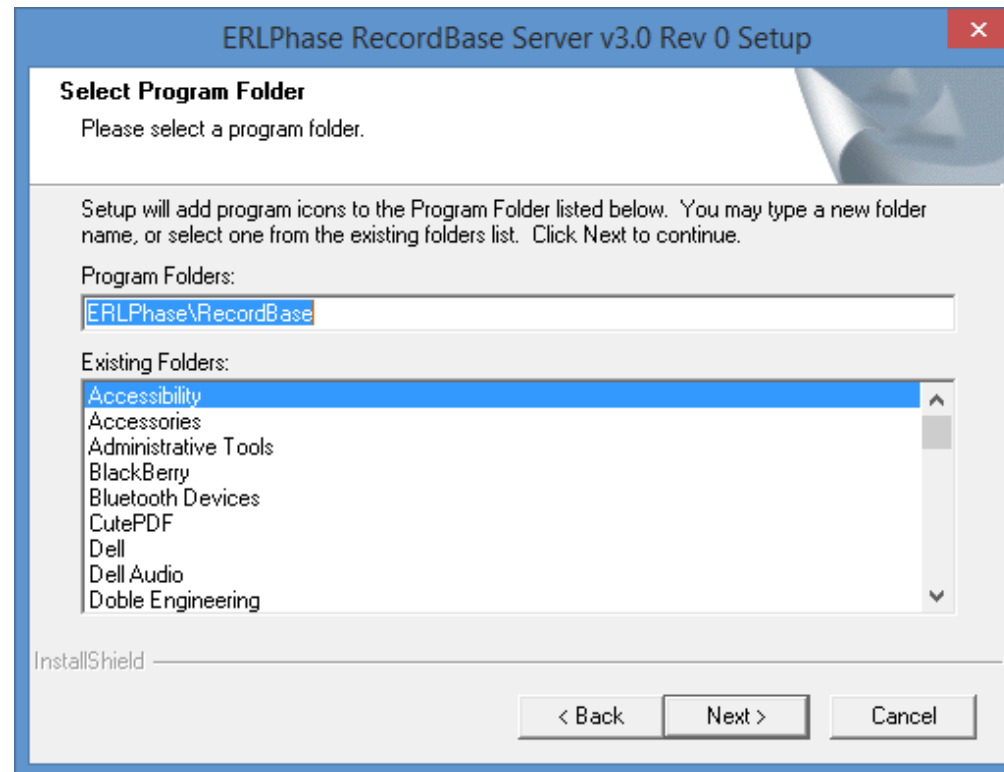 ERLPhase RecordBase Server v3.0 Rev 0 Setup
Select Program Folder
Please select a program folder.
Setup will add program icons to the Program Folder listed below. You may type a new folder
name, or select one from the existing folders list. Click Next to continue.
Program Folders:
ERLPhase\RecordBase
Existing Folders:
Accessibility
Accessories
Administrative Tools
BlackBerry
Bluetooth Devices
CutePDF
Dell
Dell Audio
Doble Engineering
InstallShield
< Back Next > Cancel